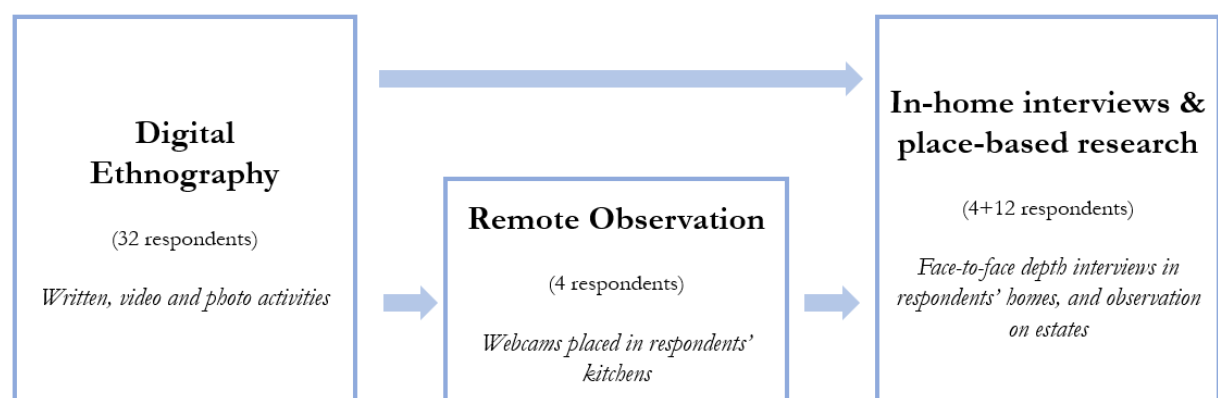 Digital
Ethnography
(32 respondents)
Written, video and photo activities
Remote Observation
(4 respondents)
Webcams placed in respondents’
kitchens
In-home interviews &
place-based research
(4+12 respondents)
Face-to-face depth interviews in
respondents’ homes, and observation
on estates